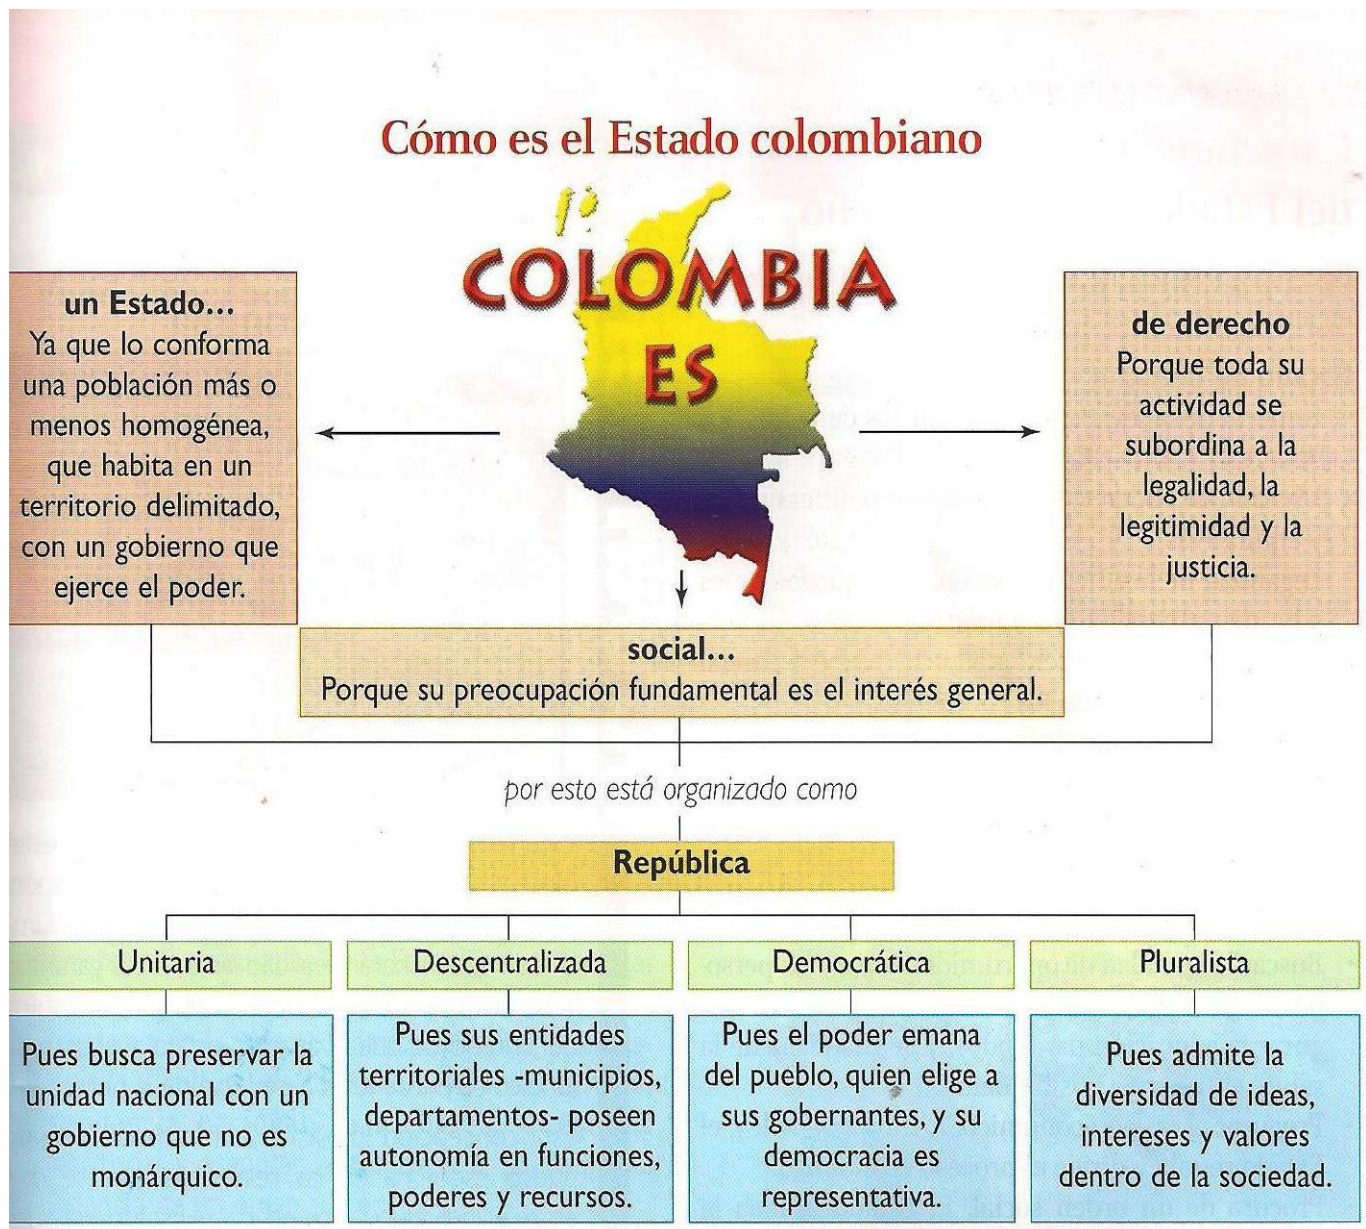 Cómo es el Estado colombiano
COLOMBIA
ES
un Estado...
Ya que lo conforma
una población más o
menos homogénea,
que habita en un
territorio delimitado,
con un gobierno que
ejerce el poder.
de derecho
Porque toda su
actividad se
subordina a la
legalidad, la
legitimidad y la
justicia.
social...
Porque su preocupación fundamental es el interés general.
por esto está organizado como
República
Unitaria
Pues busca preservar la
unidad nacional con un
gobierno que no es
monárquico.
Descentralizada
Pues sus entidades
territoriales -municipios,
departamentos- poseen
autonomía en funciones,
poderes y recursos.
Democrática
Pues el poder emana
del pueblo, quien elige a
sus gobernantes, y su
democracia es
representativa.
Pluralista
Pues admite la
diversidad de ideas,
intereses y valores
dentro de la sociedad.